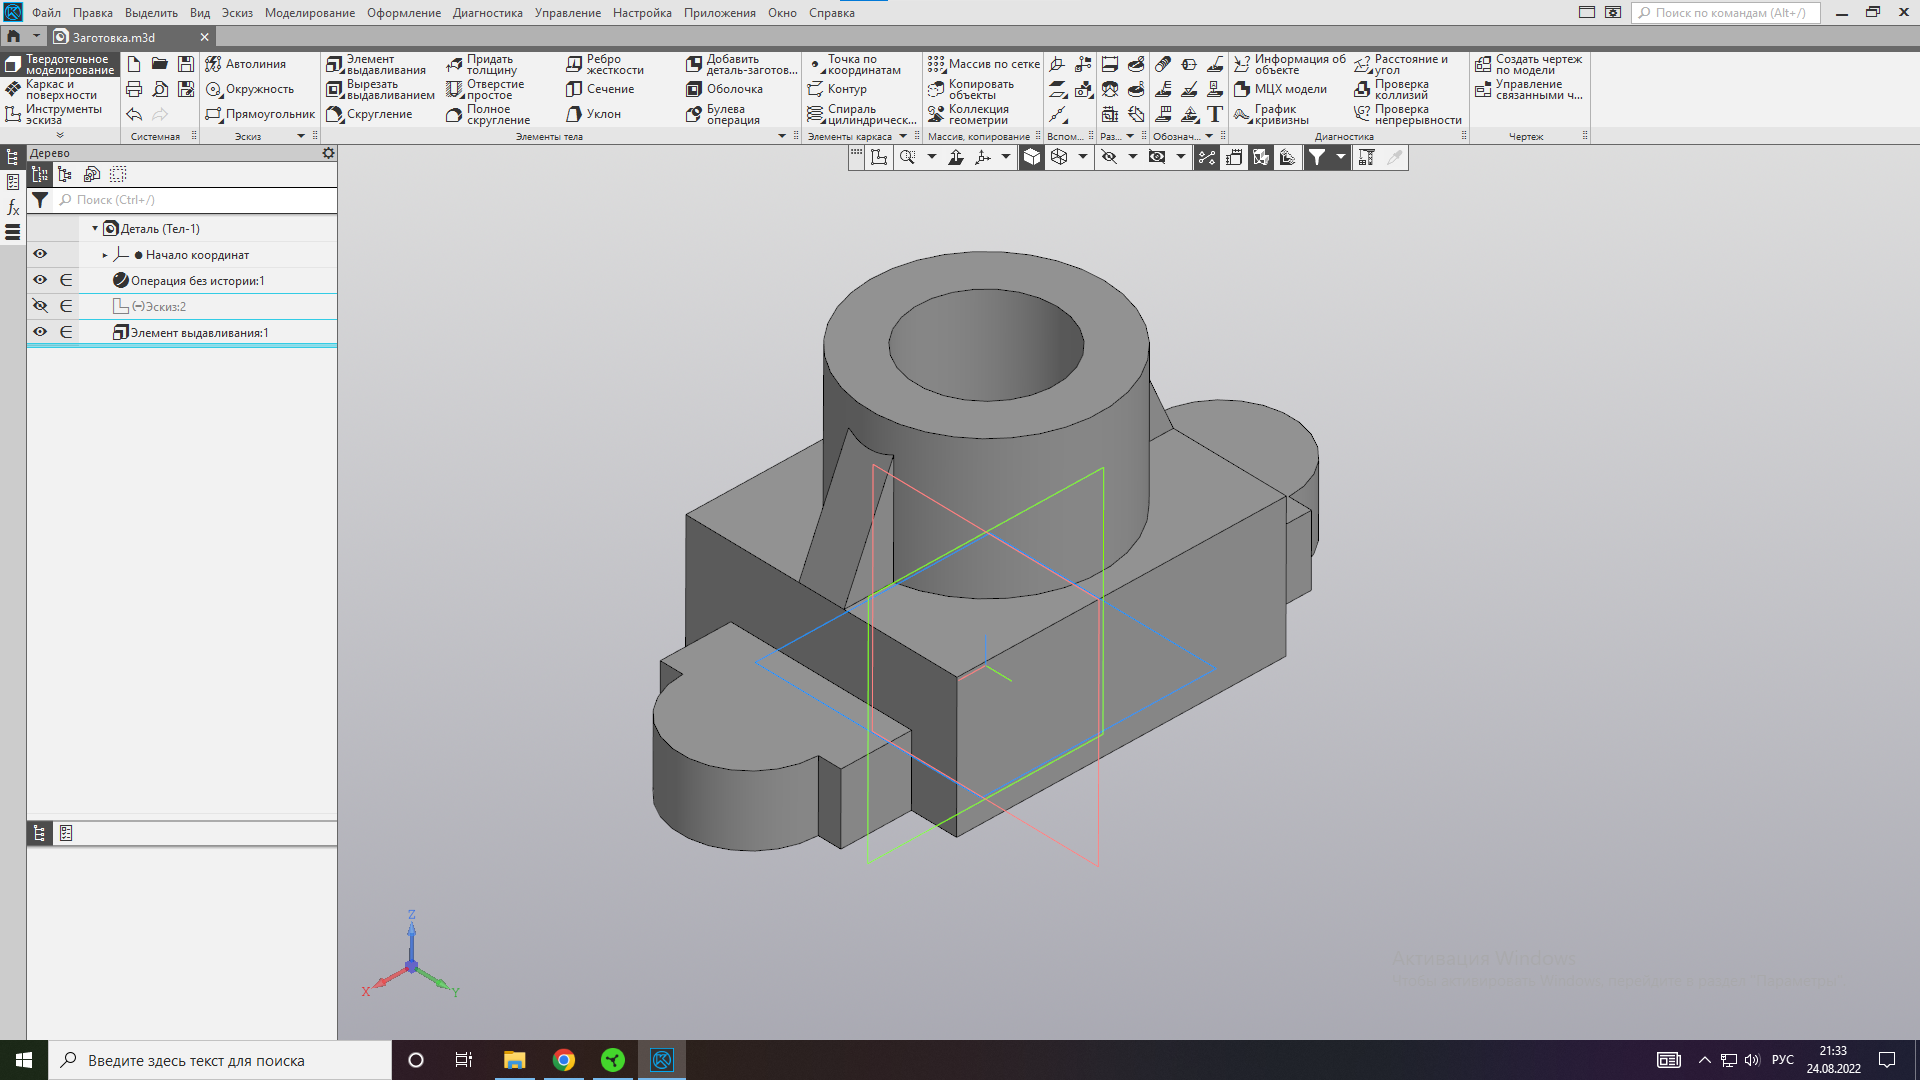 Файл Правка Выделить Вид Эскиз Моделирование Оформление Диагностика Управление Настройка Приложения Окно Справка
Поиск по командам (Alt+/)
Заготовка.m3d
Твердотельное моделирование
Каркас и поверхности
Инструменты эскиза
Системная
Автолиния
Окружность
Прямоугольник
Эскиз
Элемент выдавливания
Вырезать выдавливанием
Скругление
Придать толщину
Отверстие простое
Полное скругление
Ребро жесткости
Сечение
Уклон
Добавить деталь-заготов...
Оболочка
Булева операция
Элементы тела
Точка по координатам
Контур
Спираль цилиндрическ...
Элементы каркаса
Массив по сетке
Копировать объекты
Коллекция геометрии
Массив, копирование
Вспом...
Раз...
Обознач...
Информация об объекте
МЦХ модели
График кривизны
Расстояние и угол
Проверка коллизий
Проверка непрерывности
Диагностика
Создать чертеж по модели
Управление связанными ч...
Чертеж
Дерево
Поиск (Ctrl+/)
Деталь (Тел-1)
Начало координат
Операция без истории:1
(−)Эскиз:2
Элемент выдавливания:1
Z
X
Y
Активация Windows
Введите здесь текст для поиска
РУС
21:33
24.08.2022